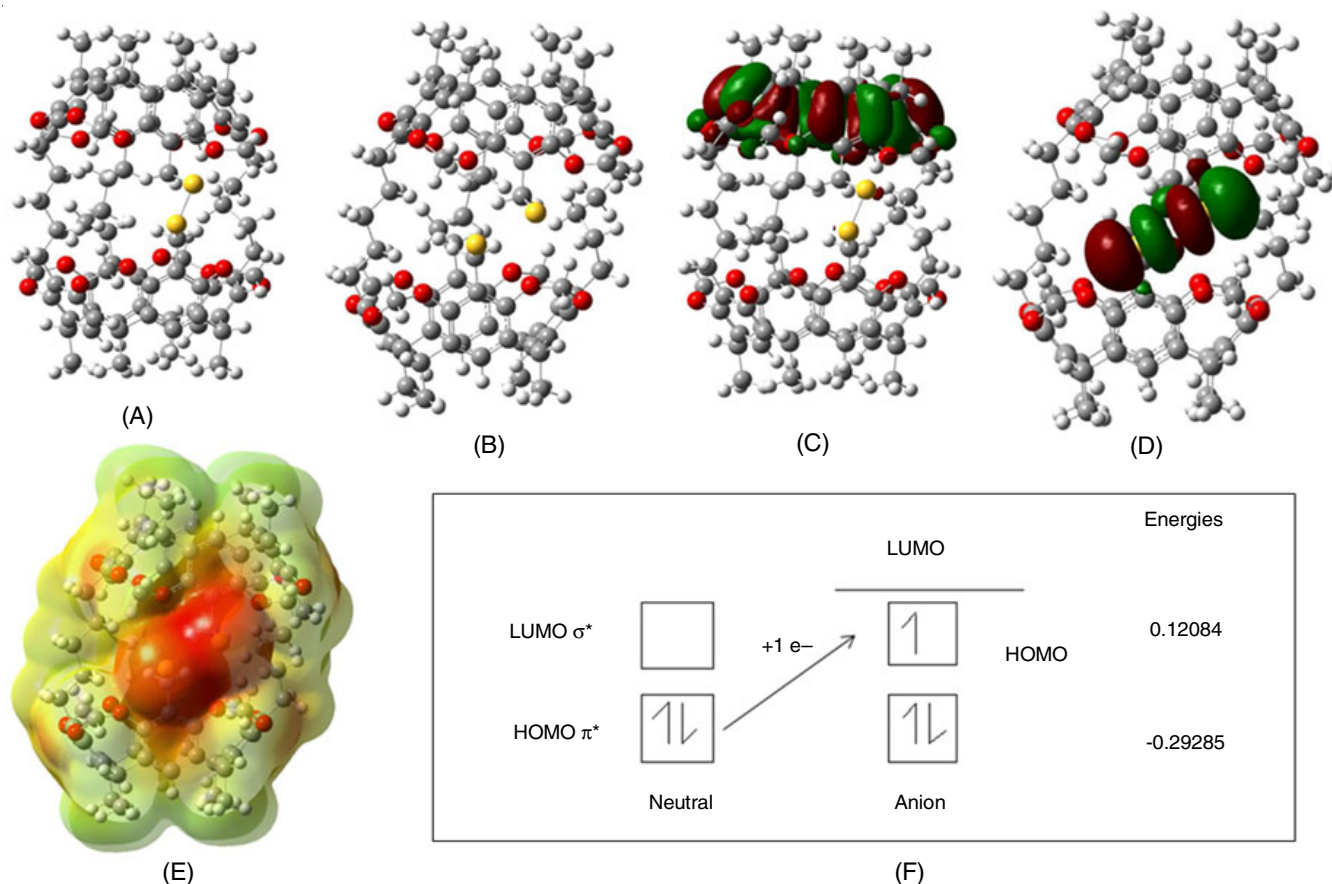 (A)
(B)
(C)
(D)
(E)
Energies
LUMO
LUMO σ*
+1 e–
0.12084
HOMO
HOMO π*
-0.29285
Neutral
Anion
(F)